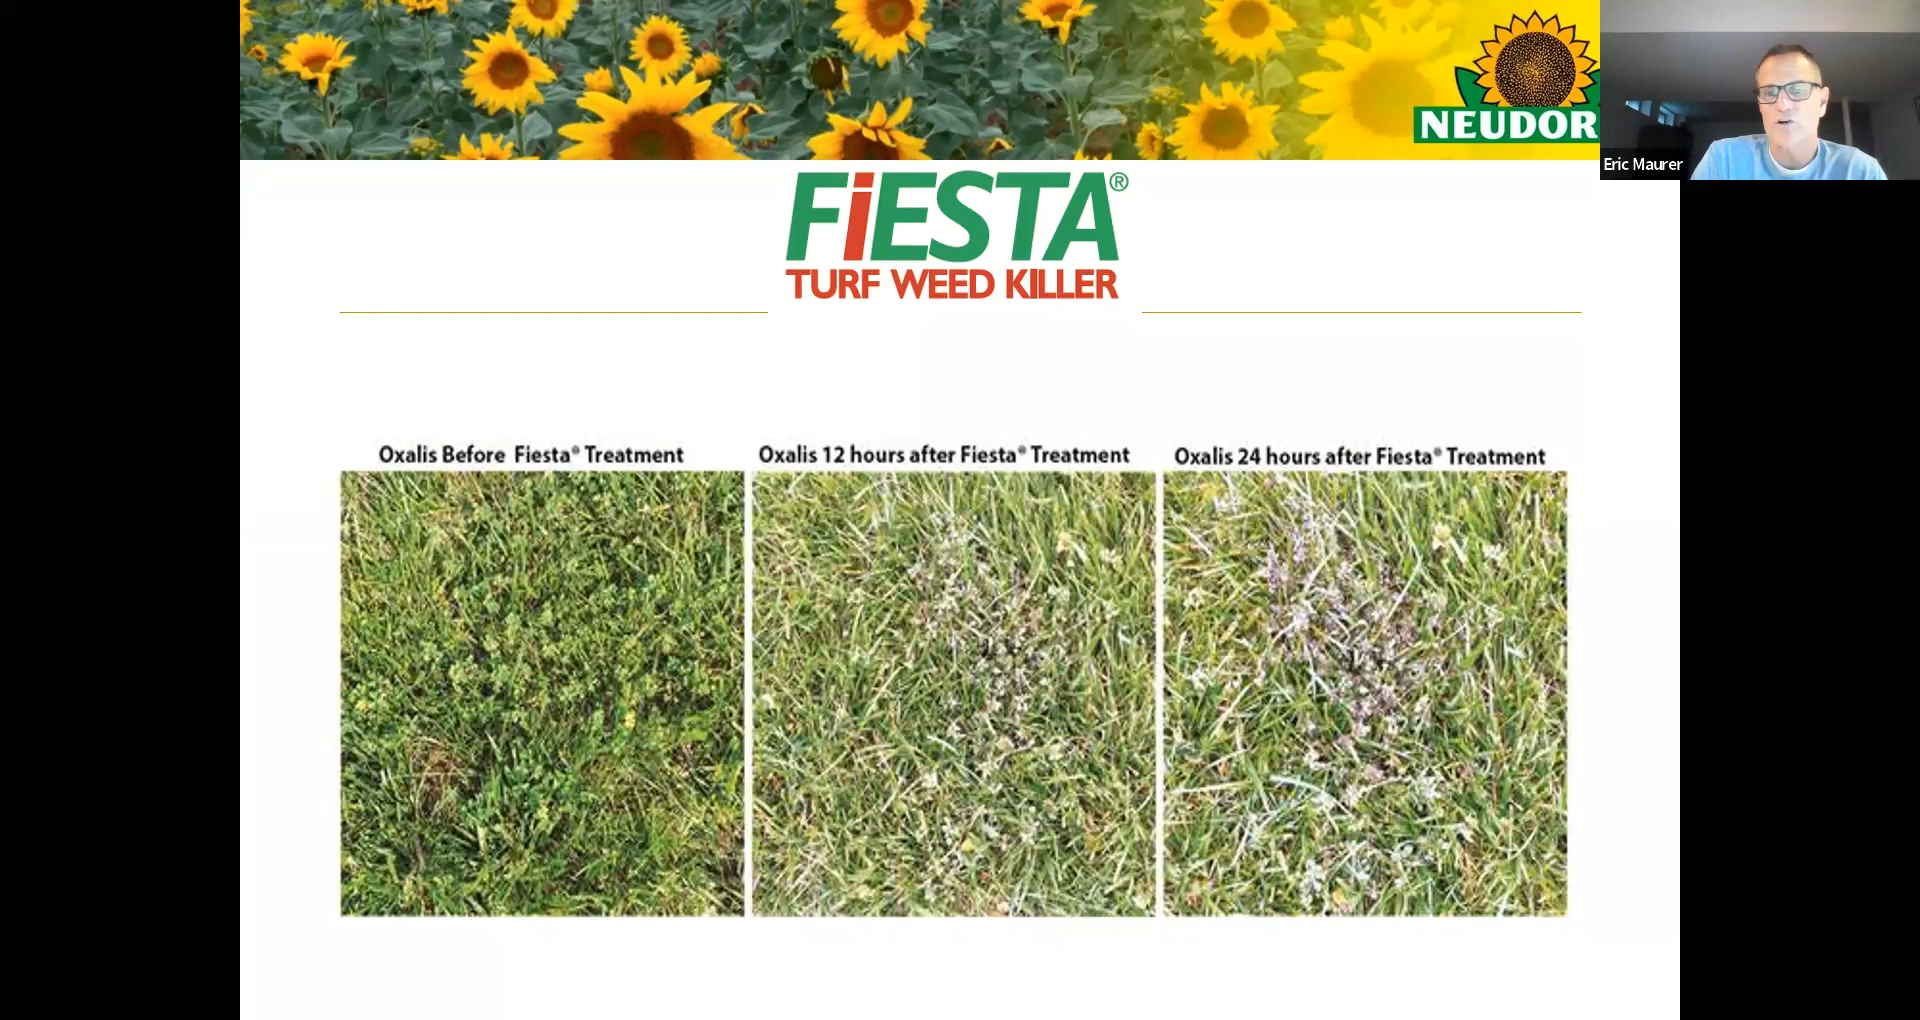 NEUDOR
Eric Maurer
FiESTA®
TURF WEED KILLER
Oxalis Before Fiesta® Treatment
Oxalis 12 hours after Fiesta® Treatment
Oxalis 24 hours after Fiesta® Treatment